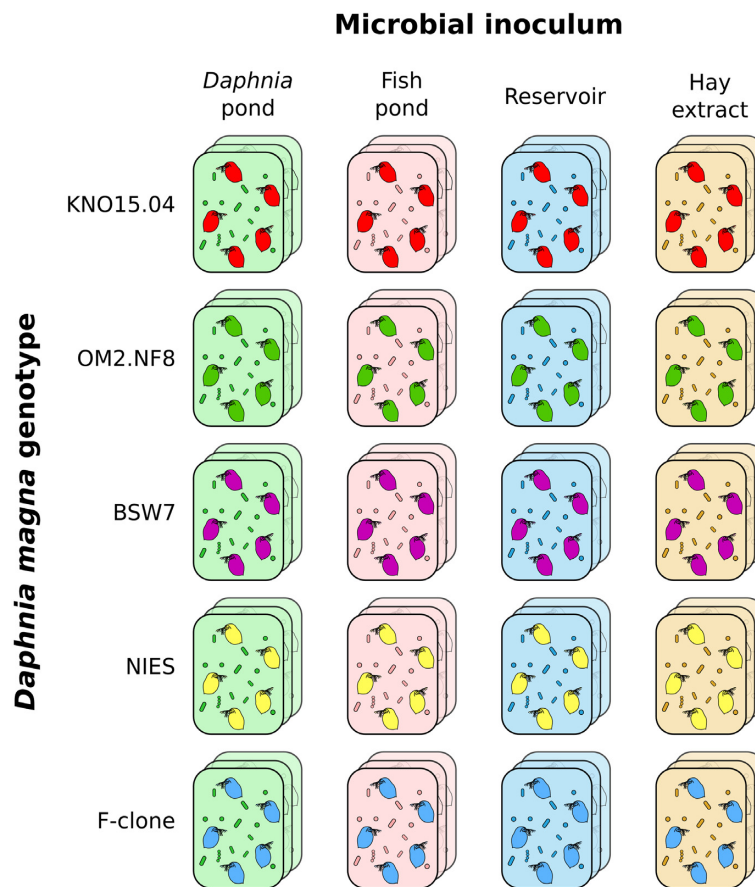 Microbial inoculum
Daphnia
pond
Fish
pond
Reservoir
Hay
extract
Daphnia magna genotype
KNO15.04
OM2.NF8
BSW7
NIES
F-clone